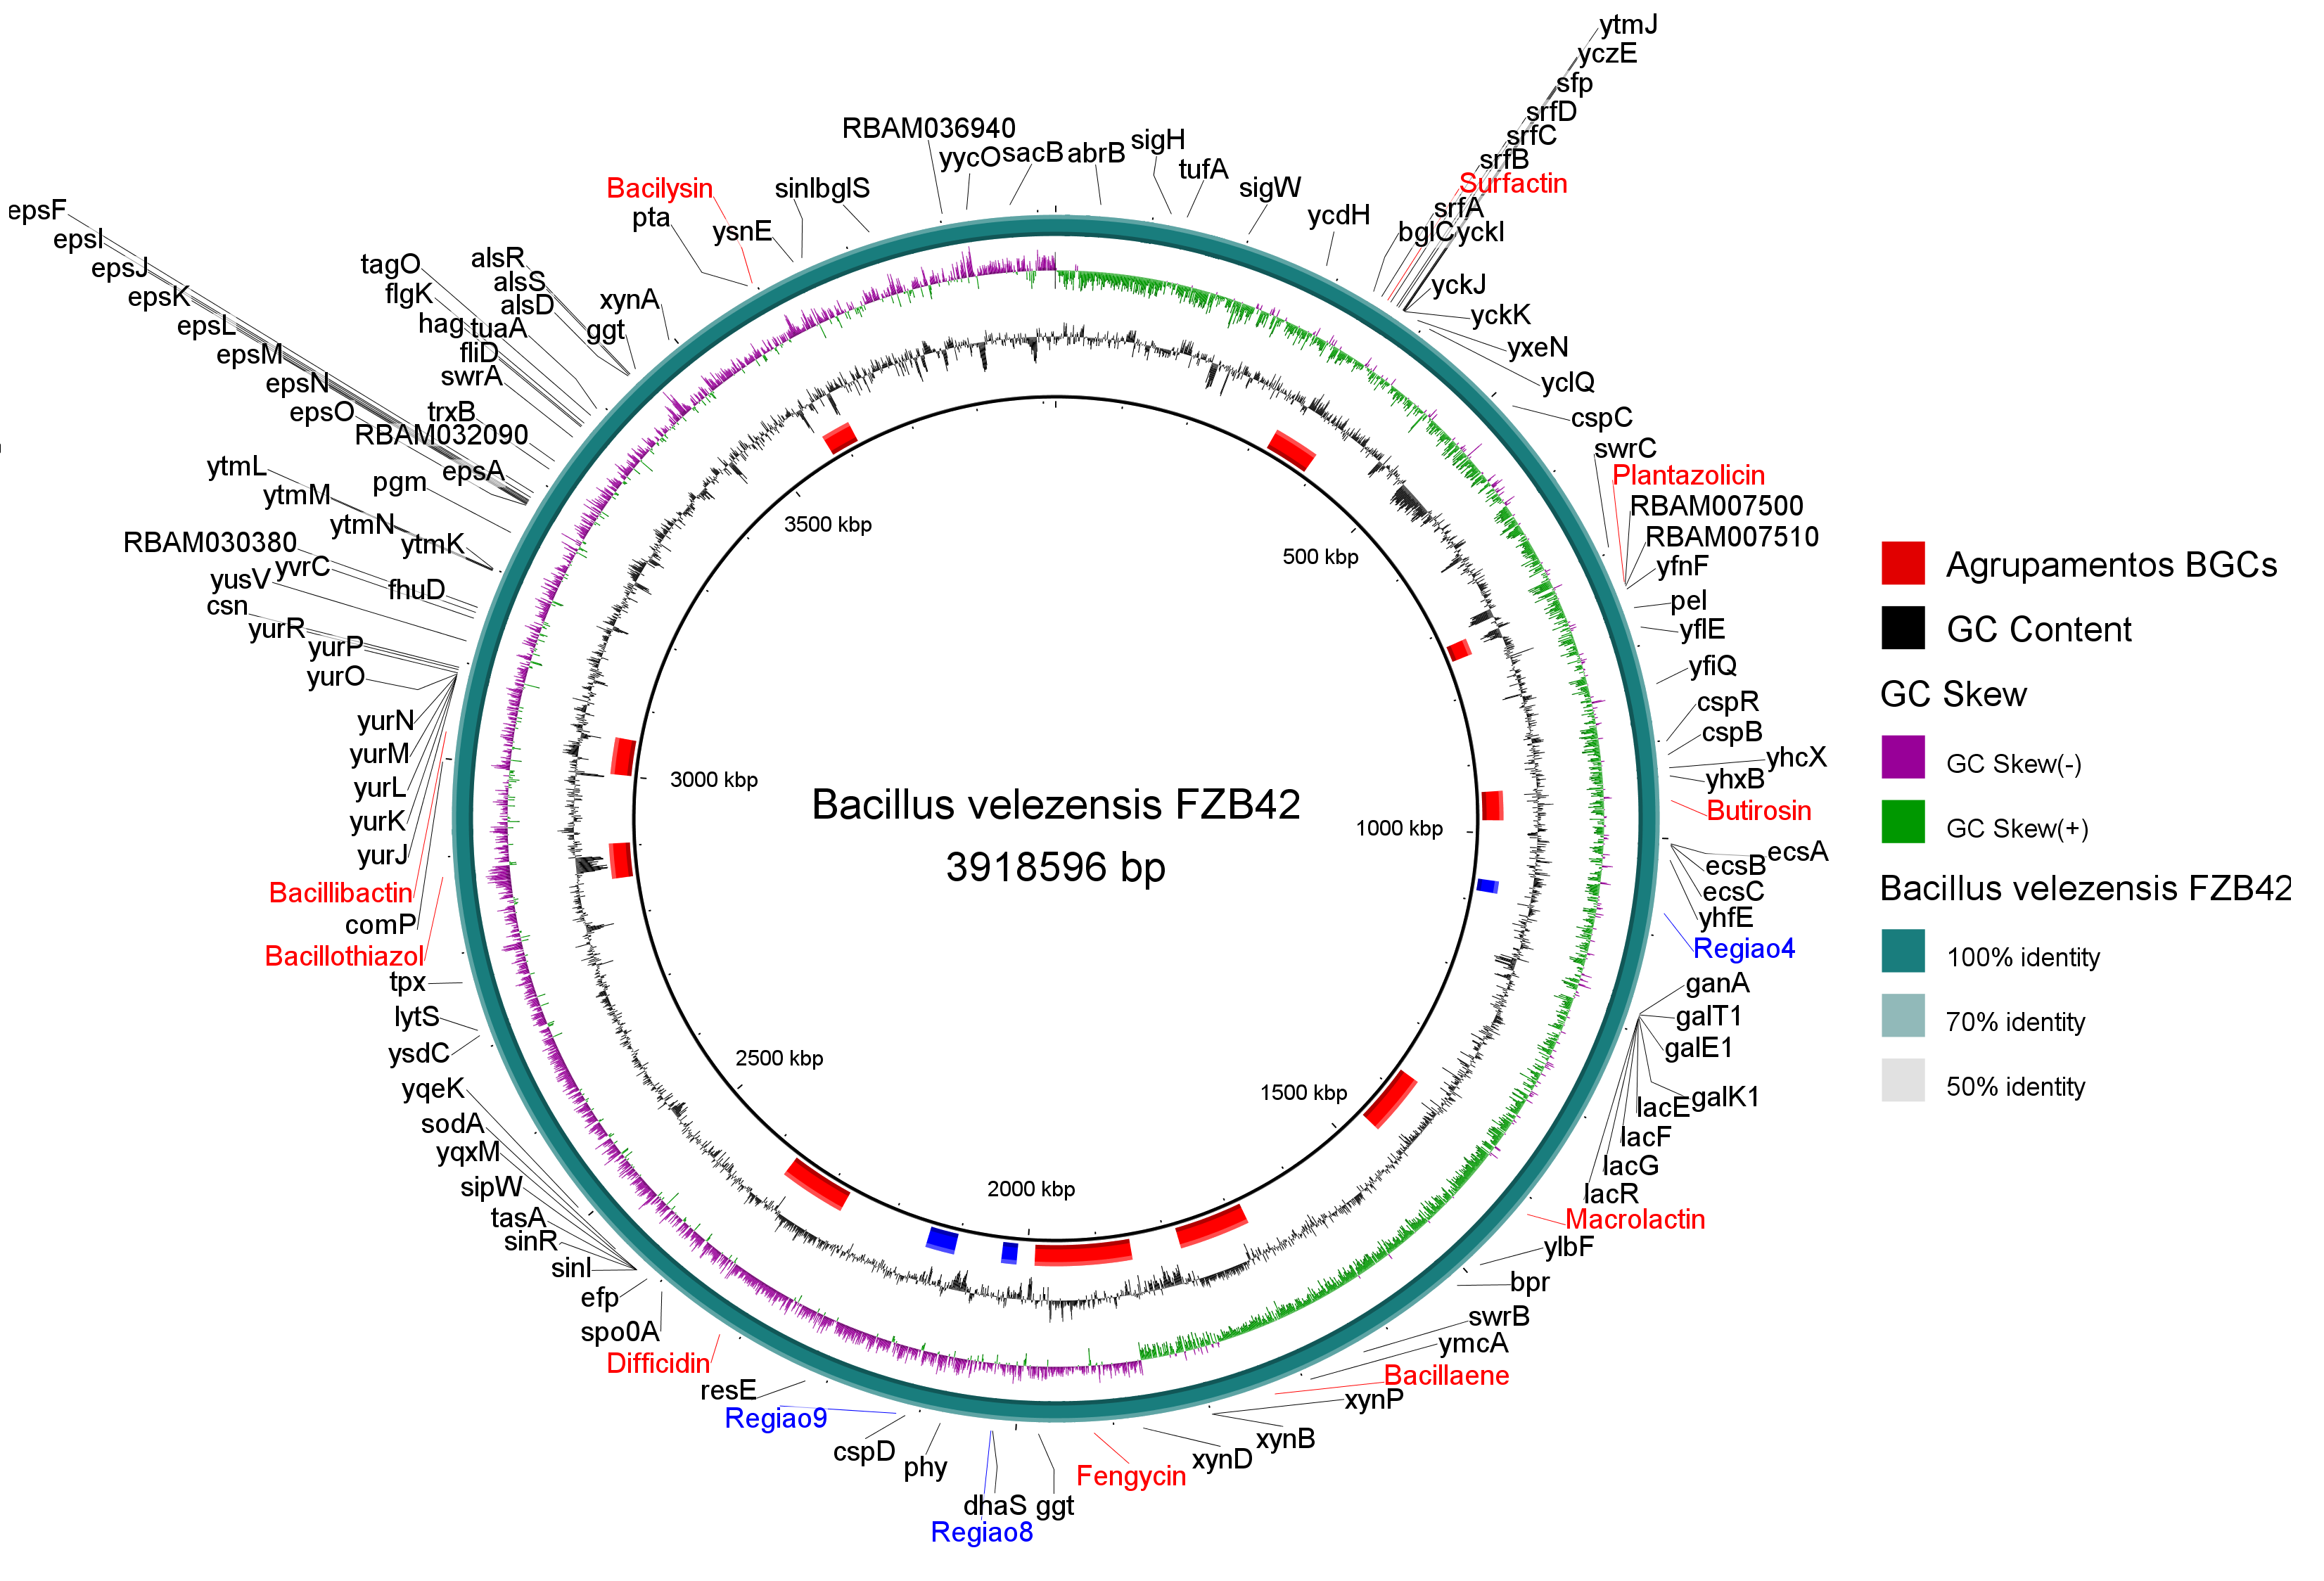 ytmJ
yczE
sfp
srfD
srfC
srfB
Surfactin
srfA
bglC
yckI
yckJ
yckK
yxeN
yclQ
cspC
swrC
Plantazolicin
RBAM007500
RBAM007510
yfnF
pel
yflE
yfiQ
cspR
cspB
yhcX
yhxB
Butirosin
ecsA
ecsB
ecsC
yhfE
Regiao4
ganA
galT1
galE1
galK1
lacE
lacF
lacG
lacR
Macrolactin
ylbF
bpr
swrB
ymcA
Bacillaene
xynP
xynB
xynD
Fengycin
ggt
dhaS
Regiao8
phy
cspD
Regiao9
resE
Difficidin
spo0A
efp
sinI
sinR
tasA
sipW
yqxM
sodA
yqeK
ysdC
lytS
tpx
Bacillothiazol
comP
Bacillibactin
yurJ
yurK
yurL
yurM
yurN
yurO
yurP
yurR
csn
yusV
yvrC
fhuD
RBAM030380
ytmK
ytmN
ytmM
ytmL
pgm
epsA
RBAM032090
trxB
epsO
epsN
epsM
epsL
epsK
epsJ
epsI
epsF
swrA
fliD
hag
tuaA
flgK
tagO
alsD
alsS
alsR
ggt
xynA
pta
Bacilysin
ysnE
sinI
bglS
RBAM036940
yycO
sacB
abrB
sigH
tufA
sigW
ycdH
500 kbp
1000 kbp
1500 kbp
2000 kbp
2500 kbp
3000 kbp
3500 kbp
Bacillus velezensis FZB42
3918596 bp
Agrupamentos BGCs
GC Content
GC Skew
GC Skew(-)
GC Skew(+)
Bacillus velezensis FZB42
100% identity
70% identity
50% identity